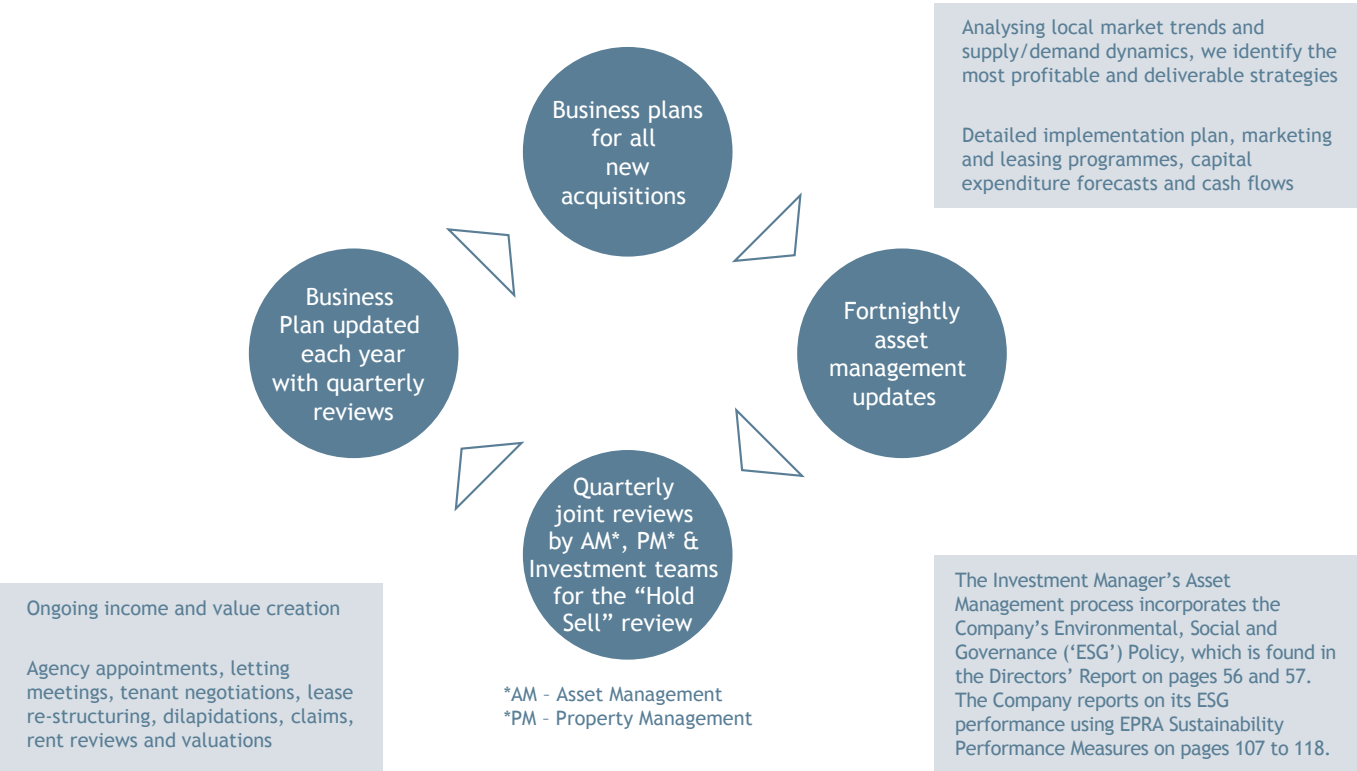 Business plans
for all
new
acquisitions
Analysing local market trends and
supply/demand dynamics, we identify the
most profitable and deliverable strategies
Detailed implementation plan, marketing
and leasing programmes, capital
expenditure forecasts and cash flows
Fortnightly
asset
management
updates
Quarterly
joint reviews
by AM*, PM* &
Investment teams
for the “Hold
Sell” review
Business
Plan updated
each year
with quarterly
reviews
Ongoing income and value creation
Agency appointments, letting
meetings, tenant negotiations, lease
re-structuring, dilapidations, claims,
rent reviews and valuations
*AM – Asset Management
*PM – Property Management
The Investment Manager’s Asset
Management process incorporates the
Company’s Environmental, Social and
Governance (‘ESG’) Policy, which is found in
the Directors’ Report on pages 56 and 57.
The Company reports on its ESG
performance using EPRA Sustainability
Performance Measures on pages 107 to 118.